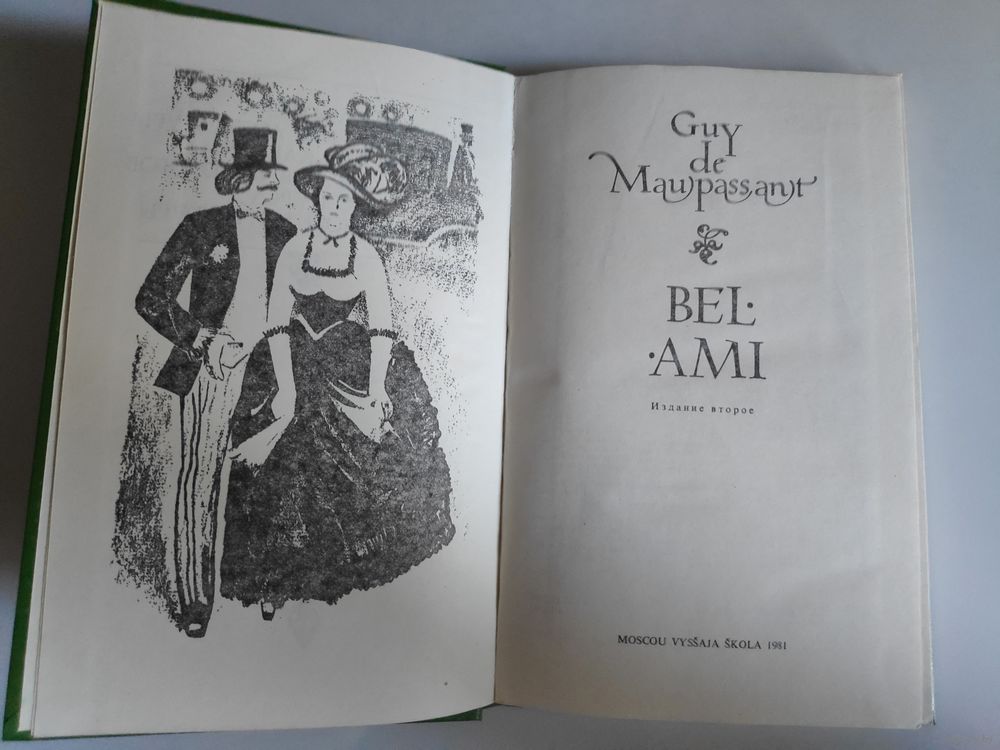 Guy
de
Maupassant
BEL·
·AMI
Издание второе
MOSCOU VYSŠAJA ŠKOLA 1981